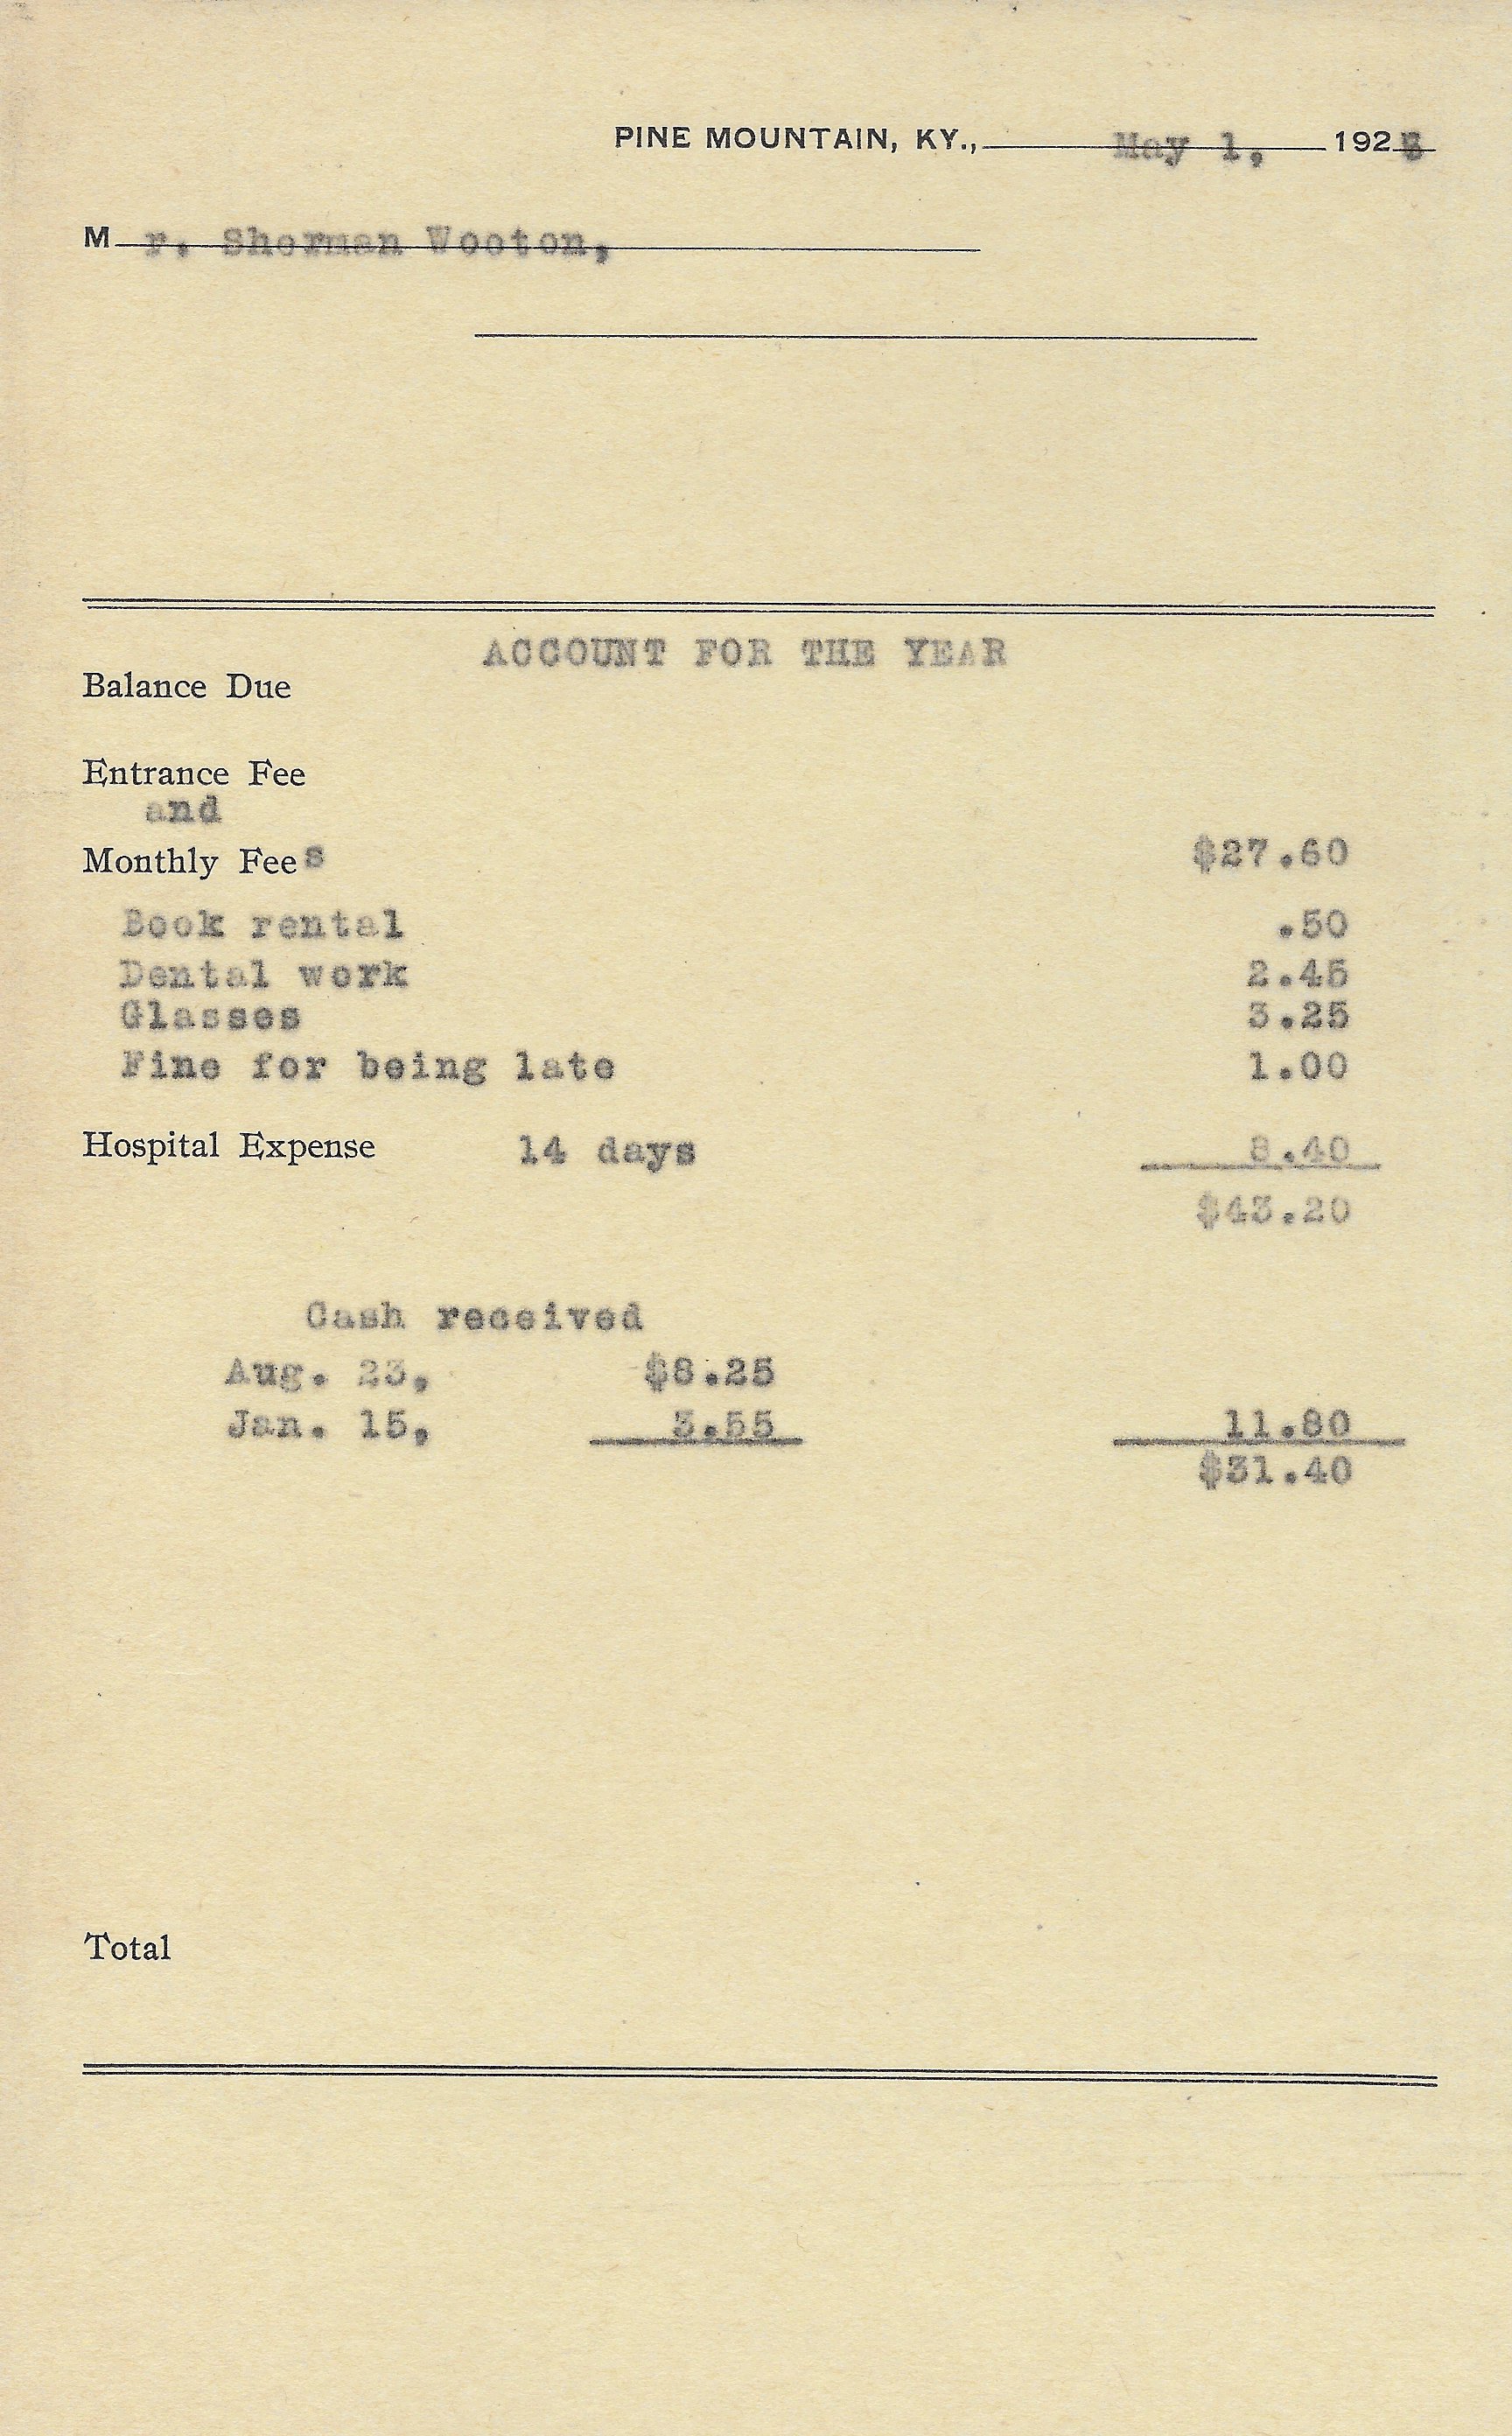 PINE MOUNTAIN, KY., May 1, 192
Mr. Sherman Wooton,
ACCOUNT FOR THE YEAR
Balance Due
Entrance Fee
and
Monthly Fees $27.60
Book rental .50
Dental work 2.45
Glasses 3.25
Fine for being late 1.00
Hospital Expense 14 days 8.40
$43.20
Cash received
Aug. 23, $8.25
Jan. 15, 3.55 11.80
$31.40
Total